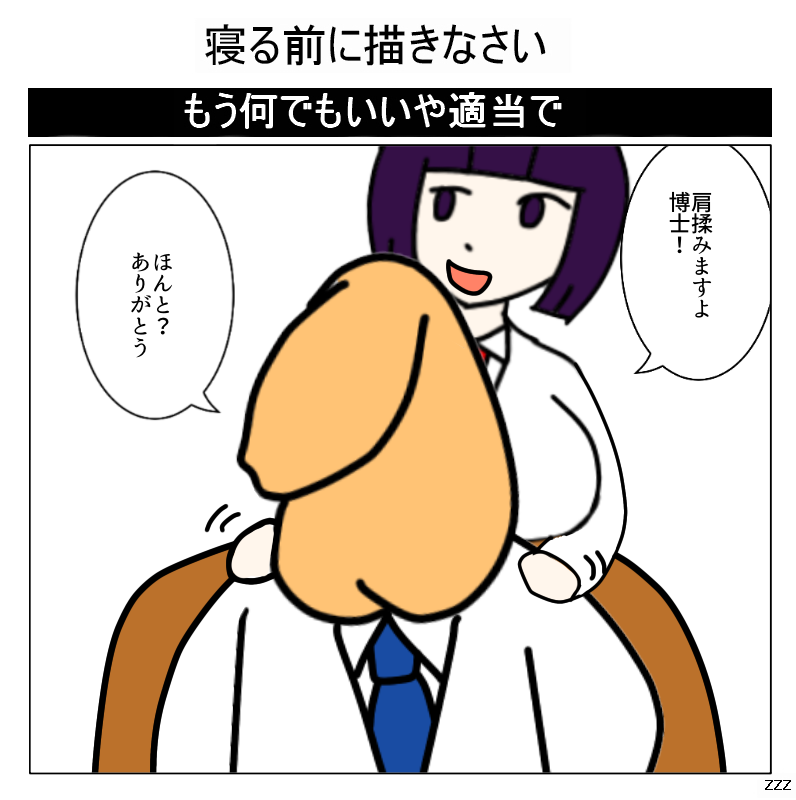 寝る前に描きなさい
もう何でもいいや適当で
肩揉みますよ
博士！
ほんと？
ありがとう
zzz